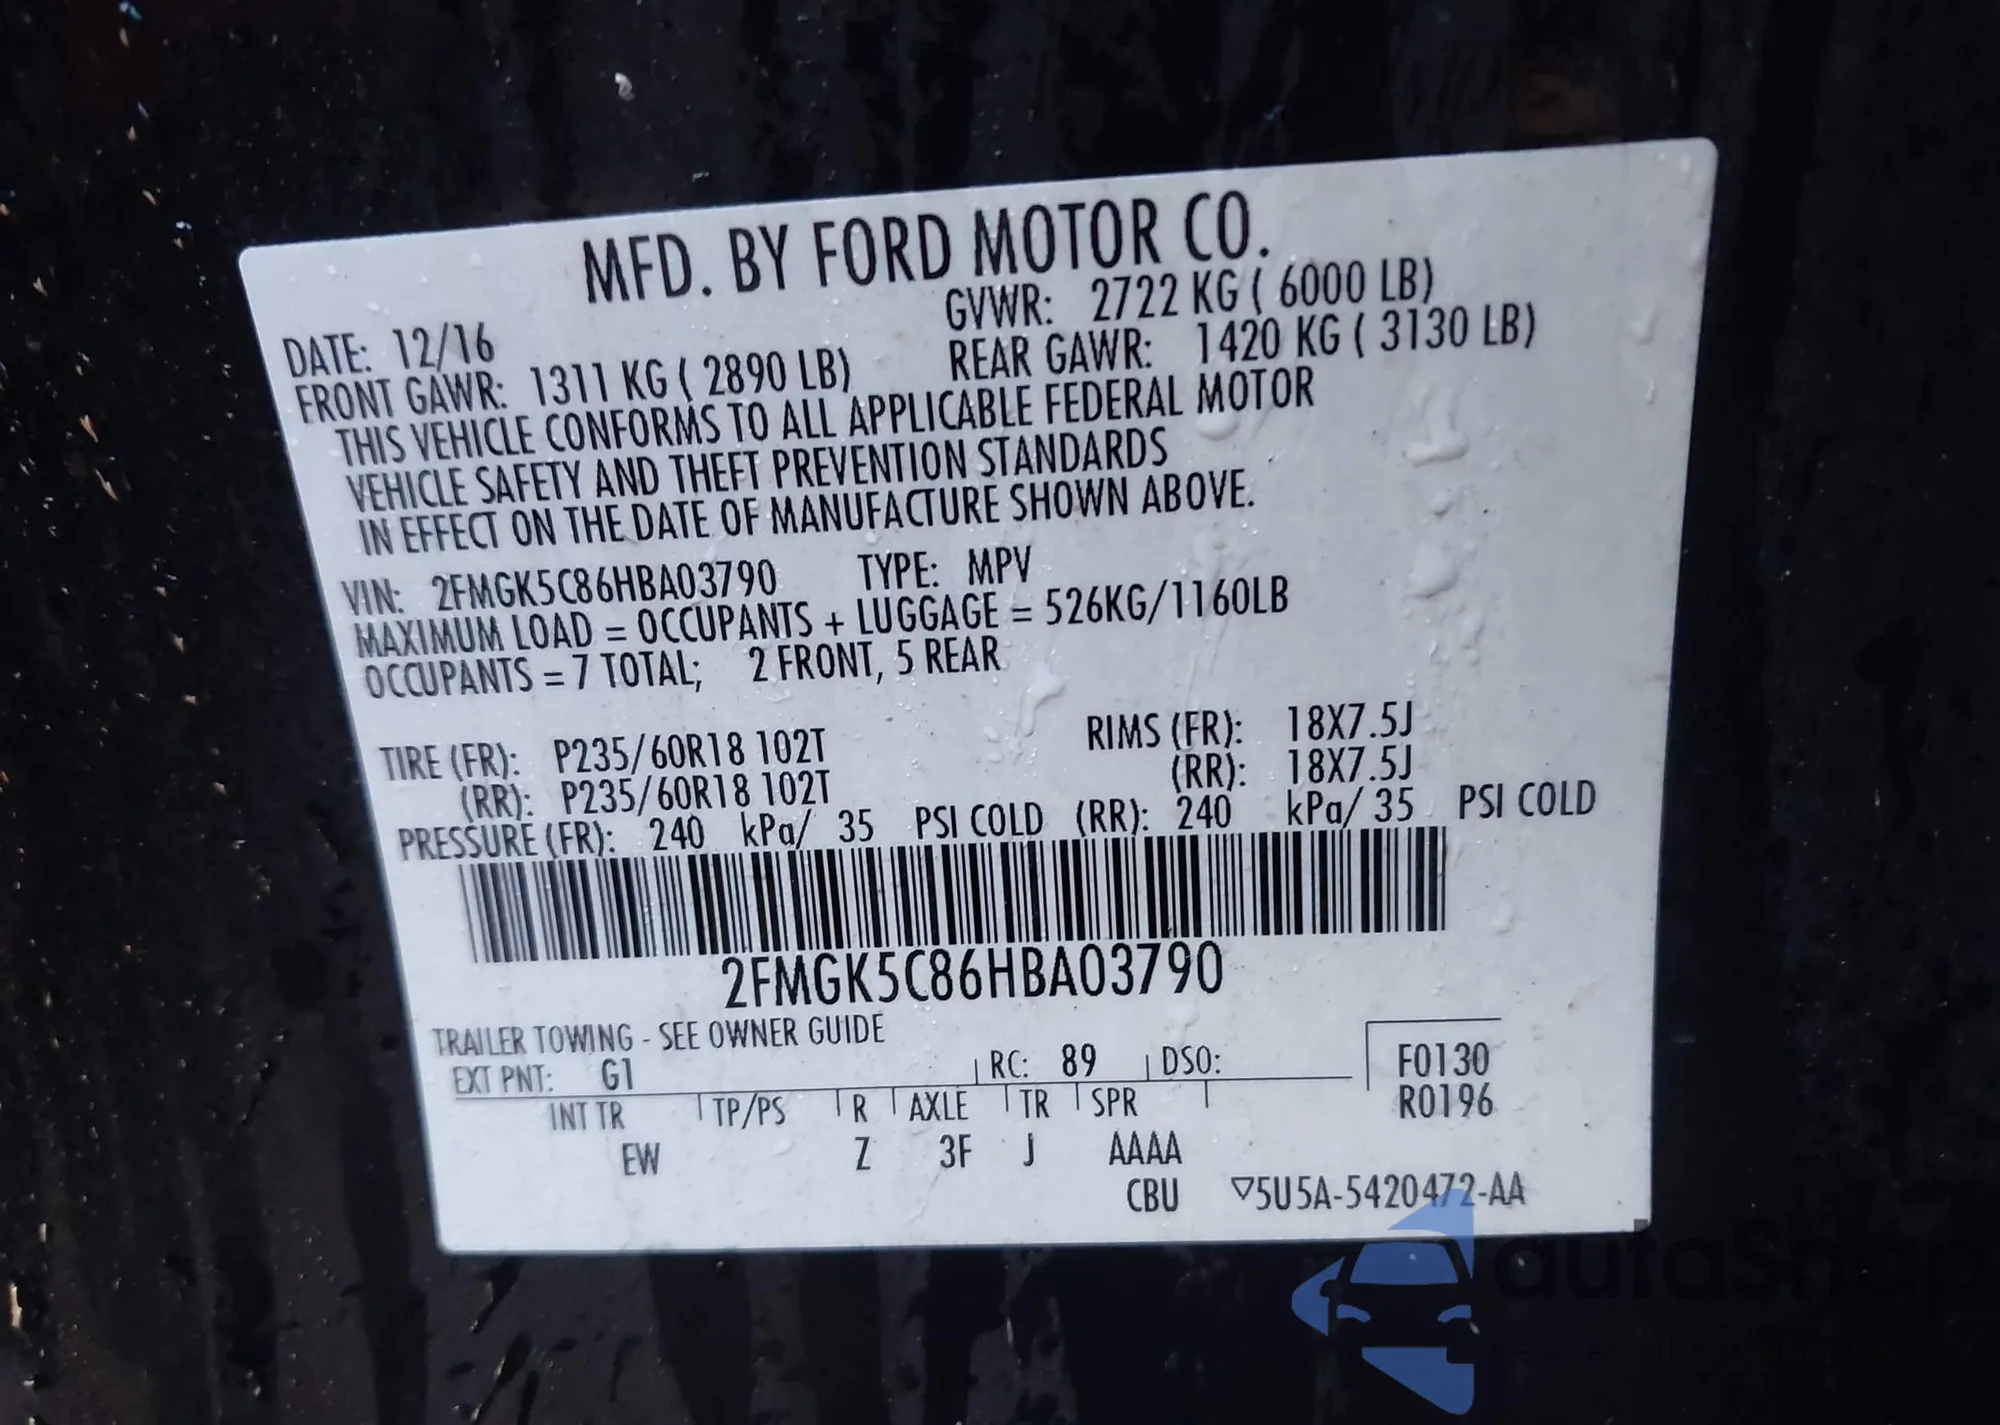 MFD. BY FORD MOTOR CO.
DATE: 12/16 GVWR: 2722 KG ( 6000 LB)
FRONT GAWR: 1311 KG ( 2890 LB) REAR GAWR: 1420 KG ( 3130 LB)
THIS VEHICLE CONFORMS TO ALL APPLICABLE FEDERAL MOTOR
VEHICLE SAFETY AND THEFT PREVENTION STANDARDS
IN EFFECT ON THE DATE OF MANUFACTURE SHOWN ABOVE.
VIN: 2FMGK5C86HBA03790 TYPE: MPV
MAXIMUM LOAD = OCCUPANTS + LUGGAGE = 526KG/1160LB
OCCUPANTS = 7 TOTAL; 2 FRONT, 5 REAR
TIRE (FR): P235/60R18 102T RIMS (FR): 18X7.5J
(RR): P235/60R18 102T (RR): 18X7.5J
PRESSURE (FR): 240 kPa/ 35 PSI COLD (RR): 240 kPa/ 35 PSI COLD
2FMGK5C86HBA03790
TRAILER TOWING - SEE OWNER GUIDE
EXT PNT: G1 RC: 89 DSO: F0130
INT TR TP/PS R AXLE TR SPR R0196
EW Z 3F J AAAA
CBU ▽5U5A-5420472-AA
autaShop